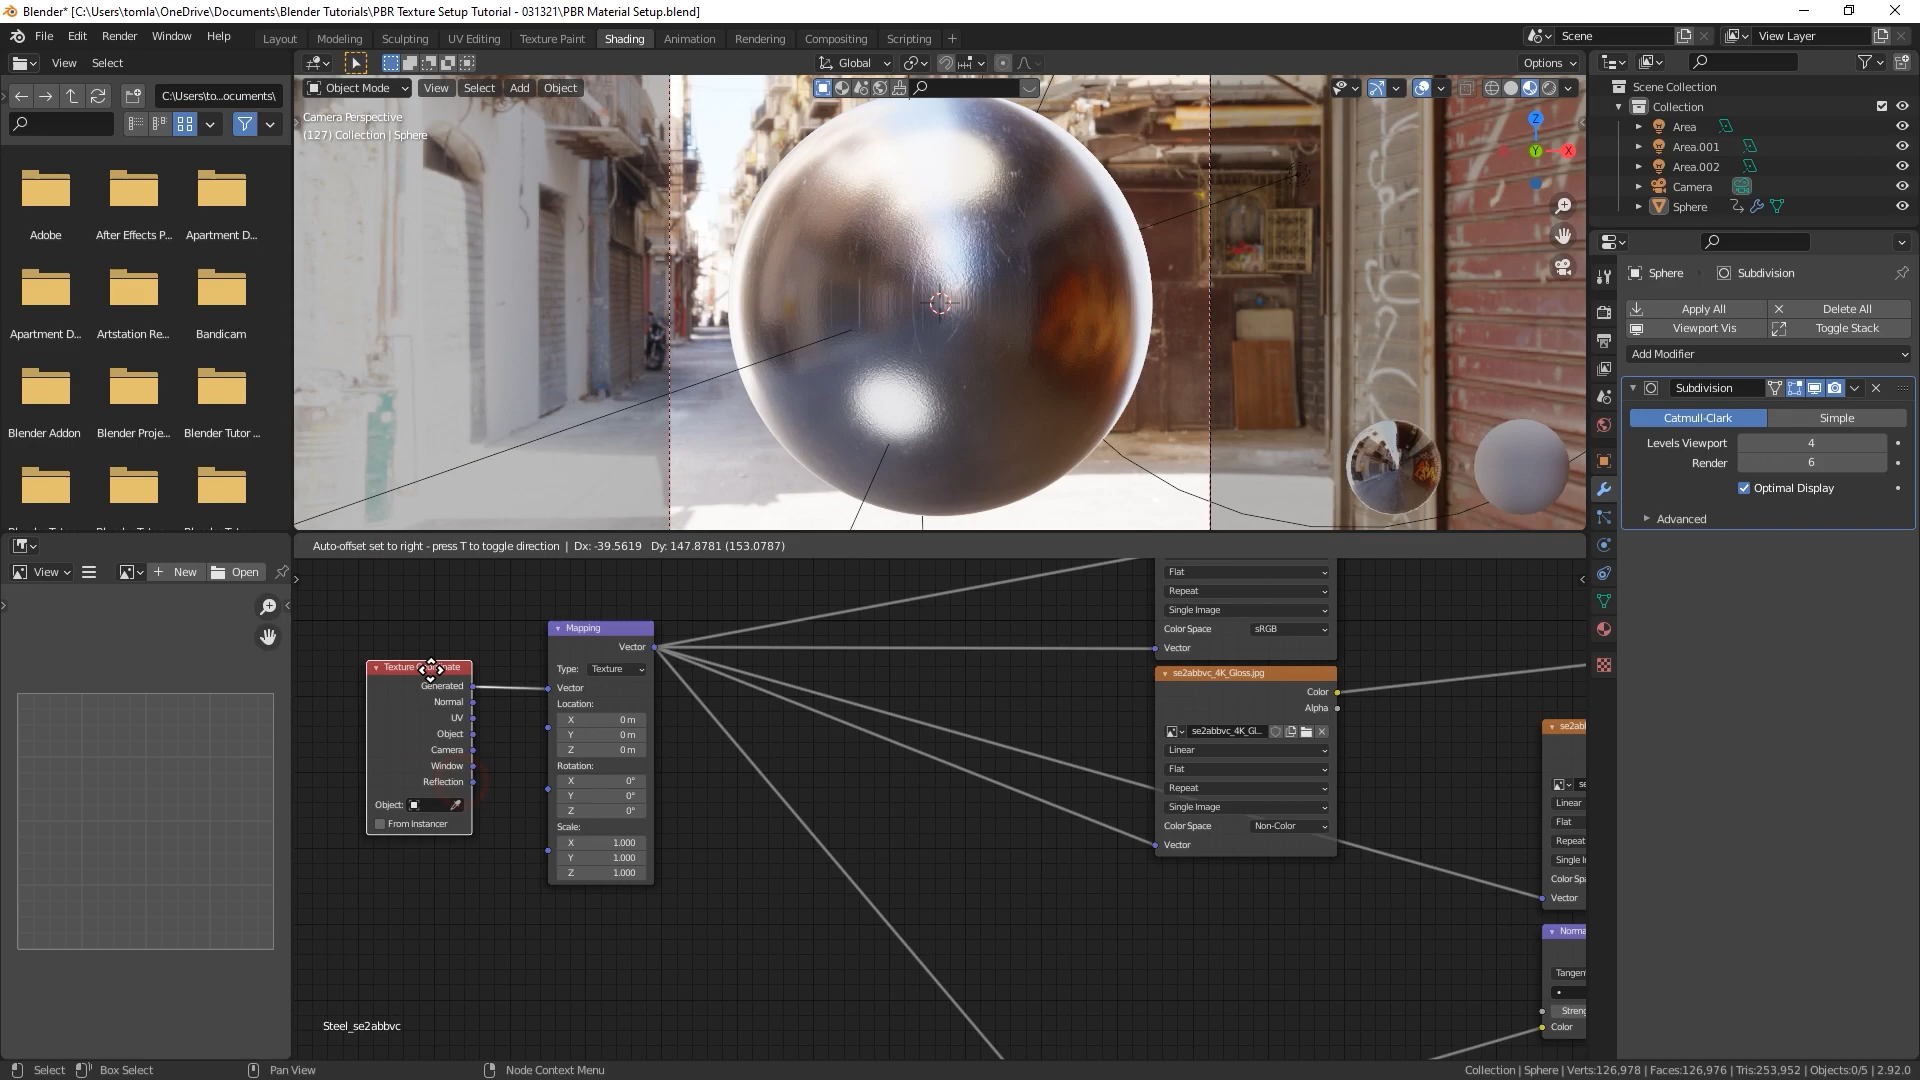 Blender* [C:\Users\tomla\OneDrive\Documents\Blender Tutorials\PBR Texture Setup Tutorial - 031321\PBR Material Setup.blend]
File Edit Render Window Help Layout Modeling Sculpting UV Editing Texture Paint Shading Animation Rendering Compositing Scripting + Scene View Layer
View Select Global Options
C:\Users\to...ocuments\ Object Mode View Select Add Object
Camera Perspective
(127) Collection | Sphere
Z
Y
X
Scene Collection
Collection
Area
Area.001
Area.002
Camera
Sphere
Adobe After Effects P... Apartment D...
Apartment D... Artstation Re... Bandicam
Blender Addon Blender Proje... Blender Tutor ...
Sphere Subdivision
Apply All Delete All
Viewport Vis Toggle Stack
Add Modifier
Subdivision
Catmull-Clark Simple
Levels Viewport 4
Render 6
Optimal Display
Advanced
Auto-offset set to right - press T to toggle direction | Dx: -39.5619 Dy: 147.8781 (153.0787)
View New Open
Texture Coordinate
Generated
Normal
UV
Object
Camera
Window
Reflection
Object:
From Instancer
Mapping
Vector
Type: Texture
Vector
Location:
X 0 m
Y 0 m
Z 0 m
Rotation:
X 0°
Y 0°
Z 0°
Scale:
X 1.000
Y 1.000
Z 1.000
Flat
Repeat
Single Image
Color Space sRGB
Vector
se2abbvc_4K_Gloss.jpg
Color
Alpha
se2abbvc_4K_Gl...
Linear
Flat
Repeat
Single Image
Color Space Non-Color
Vector
se2abl
se
Linear
Flat
Repeat
Single I
Color Spa
Vector
Norma
Tangen
Streng
Color
Steel_se2abbvc
Select Box Select Pan View Node Context Menu Collection | Sphere | Verts:126,978 | Faces:126,976 | Tris:253,952 | Objects:0/5 | 2.92.0